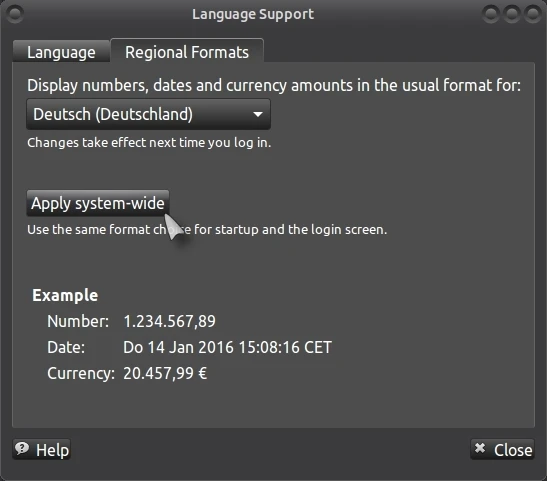 Language Support
Language
Regional Formats
Display numbers, dates and currency amounts in the usual format for:
Deutsch (Deutschland)
Changes take effect next time you log in.
Apply system-wide
Use the same format for startup and the login screen.
Example
Number: 1.234.567,89
Date: Do 14 Jan 2016 15:08:16 CET
Currency: 20.457,99 €
Help
Close